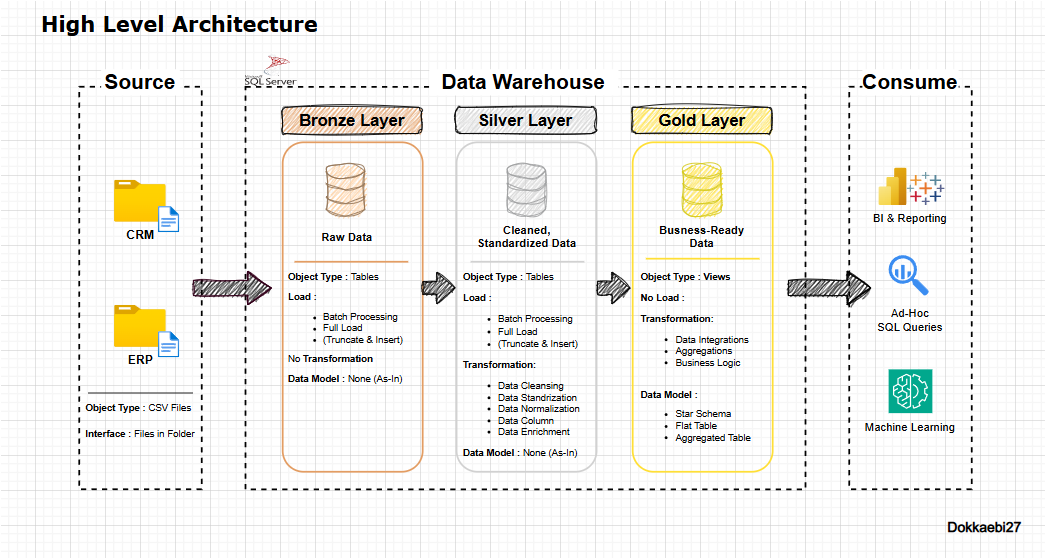 High Level Architecture
Source
CRM
ERP
Object Type : CSV Files
Interface : Files in Folder
Microsoft
SQL Server
Data Warehouse
Bronze Layer
Raw Data
Object Type : Tables
Load :
• Batch Processing
• Full Load
• (Truncate & Insert)
No Transformation
Data Model : None (As-In)
Silver Layer
Cleaned,
Standardized Data
Object Type : Tables
Load :
• Batch Processing
• Full Load
• (Truncate & Insert)
Transformation:
• Data Cleansing
• Data Standrization
• Data Normalization
• Data Column
• Data Enrichment
Data Model : None (As-In)
Gold Layer
Busness-Ready
Data
Object Type : Views
No Load :
Transformation:
• Data Integrations
• Aggregations
• Business Logic
Data Model :
• Star Schema
• Flat Table
• Aggregated Table
Consume
BI & Reporting
Ad-Hoc
SQL Queries
Machine Learning
Dokkaebi27